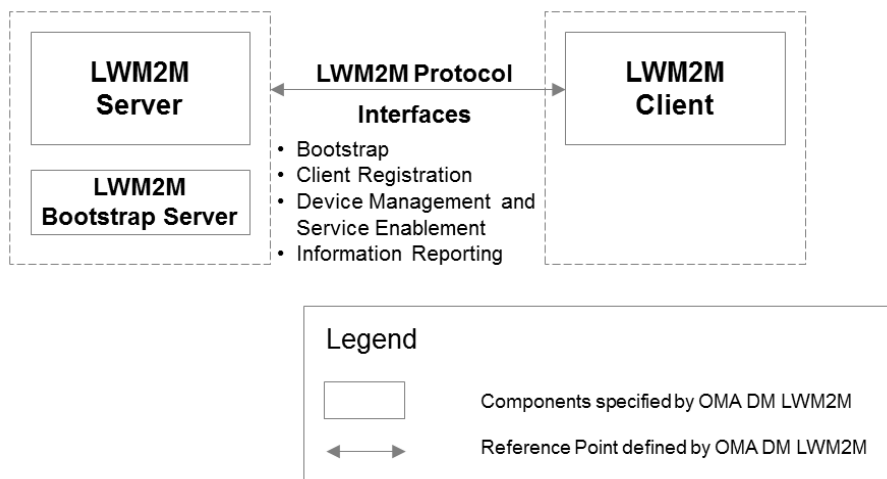 LWM2M
Server
LWM2M
Bootstrap Server
LWM2M Protocol
Interfaces
• Bootstrap
• Client Registration
• Device Management and
Service Enablement
• Information Reporting
LWM2M
Client
Legend
Components specified by OMA DM LWM2M
Reference Point defined by OMA DM LWM2M